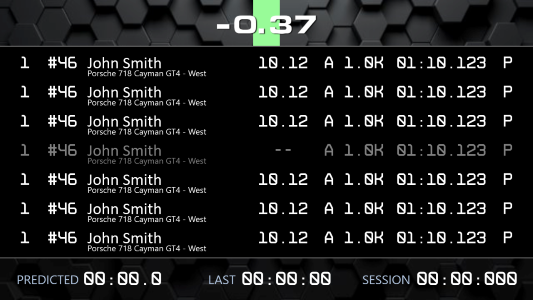 -0.37
1 #46 John Smith 10.12 A 1.0K 01:10.123 P
Porsche 718 Cayman GT4 - West
1 #46 John Smith 10.12 A 1.0K 01:10.123 P
Porsche 718 Cayman GT4 - West
1 #46 John Smith 10.12 A 1.0K 01:10.123 P
Porsche 718 Cayman GT4 - West
1 #46 John Smith -- A 1.0K 01:10.123 P
Porsche 718 Cayman GT4 - West
1 #46 John Smith 10.12 A 1.0K 01:10.123 P
Porsche 718 Cayman GT4 - West
1 #46 John Smith 10.12 A 1.0K 01:10.123 P
Porsche 718 Cayman GT4 - West
1 #46 John Smith 10.12 A 1.0K 01:10.123 P
Porsche 718 Cayman GT4 - West
PREDICTED 00:00.0 LAST 00:00:00 SESSION 00:00:000